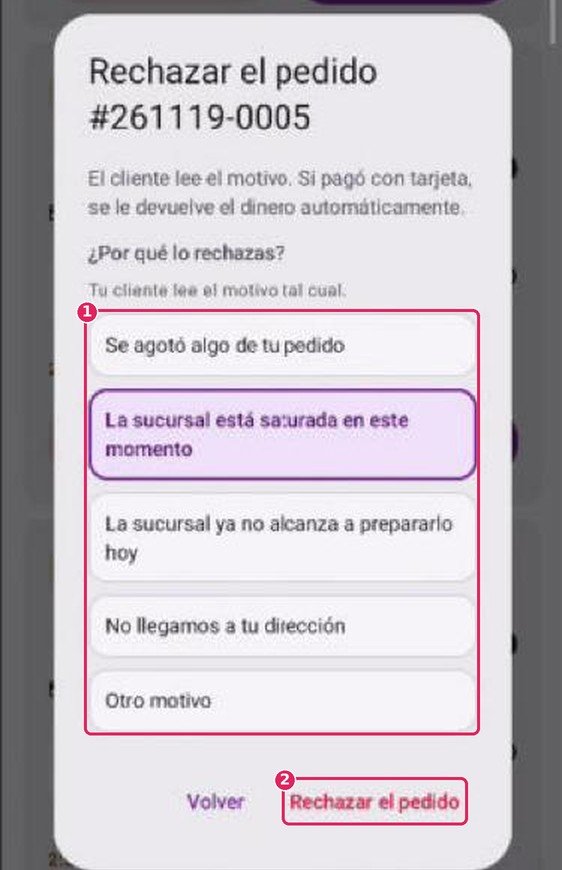 Rechazar el pedido
#261119-0005
El cliente lee el motivo. Si pagó con tarjeta,
se le devuelve el dinero automáticamente.
¿Por qué lo rechazas?
Tu cliente lee el motivo tal cual.
1
Se agotó algo de tu pedido
La sucursal está saturada en este
momento
La sucursal ya no alcanza a prepararlo
hoy
No llegamos a tu dirección
Otro motivo
2
Volver
Rechazar el pedido